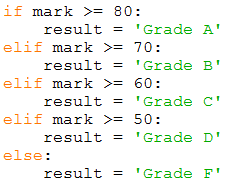 if mark >= 80:
    result = 'Grade A'
elif mark >= 70:
    result = 'Grade B'
elif mark >= 60:
    result = 'Grade C'
elif mark >= 50:
    result = 'Grade D'
else:
    result = 'Grade F'